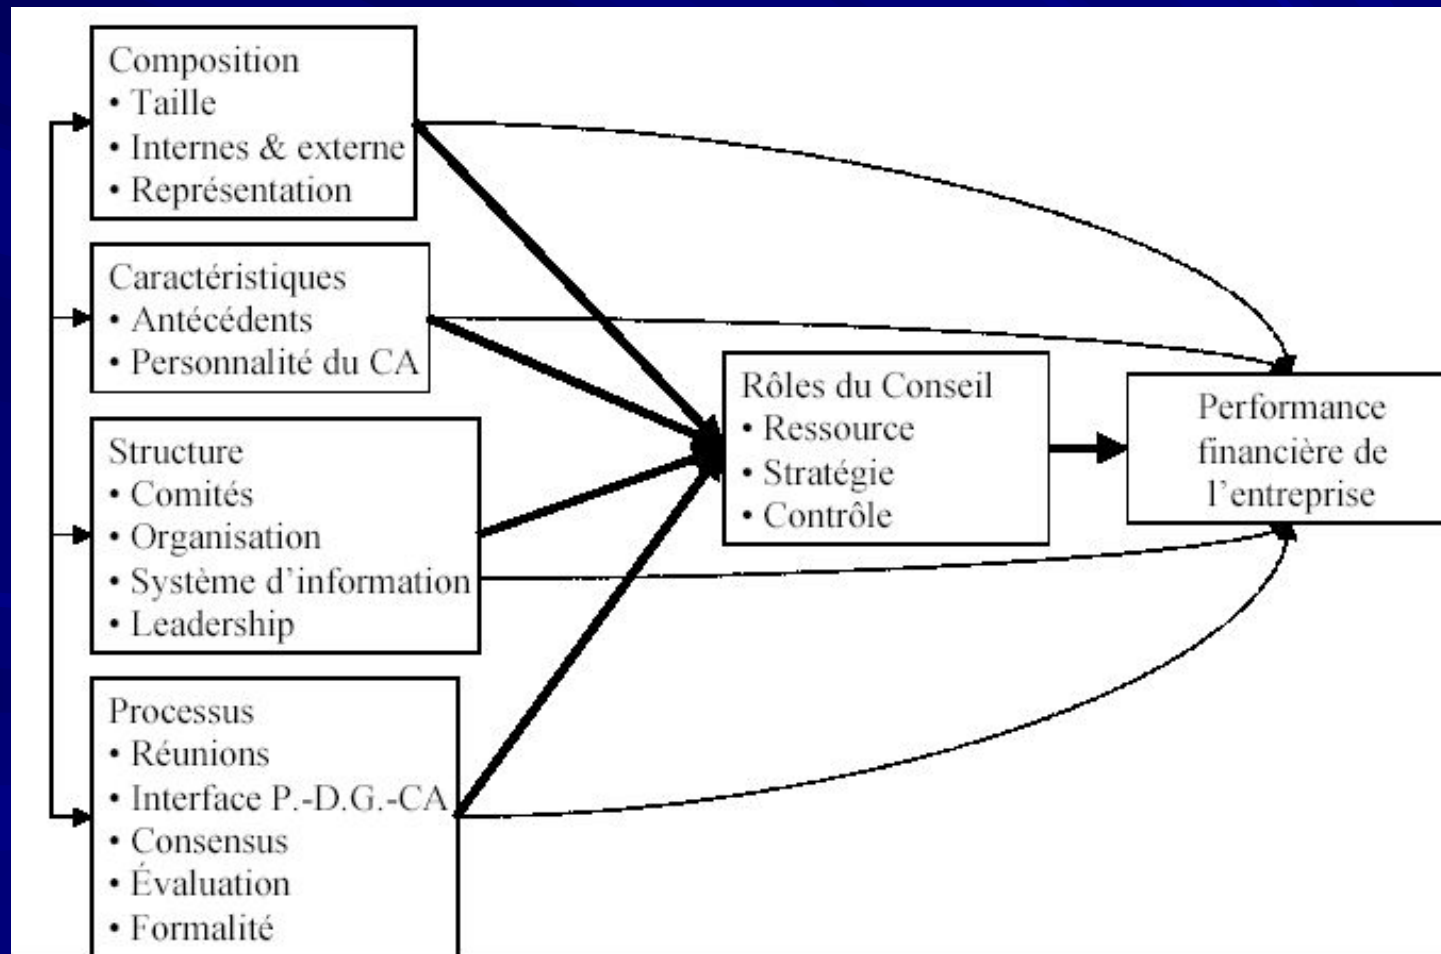 Composition
• Taille
• Internes & externe
• Représentation
Caractéristiques
• Antécédents
• Personnalité du CA
Structure
• Comités
• Organisation
• Système d'information
• Leadership
Processus
• Réunions
• Interface P.-D.G.-CA
• Consensus
• Évaluation
• Formalité
Rôles du Conseil
• Ressource
• Stratégie
• Contrôle
Performance
financière de
l'entreprise